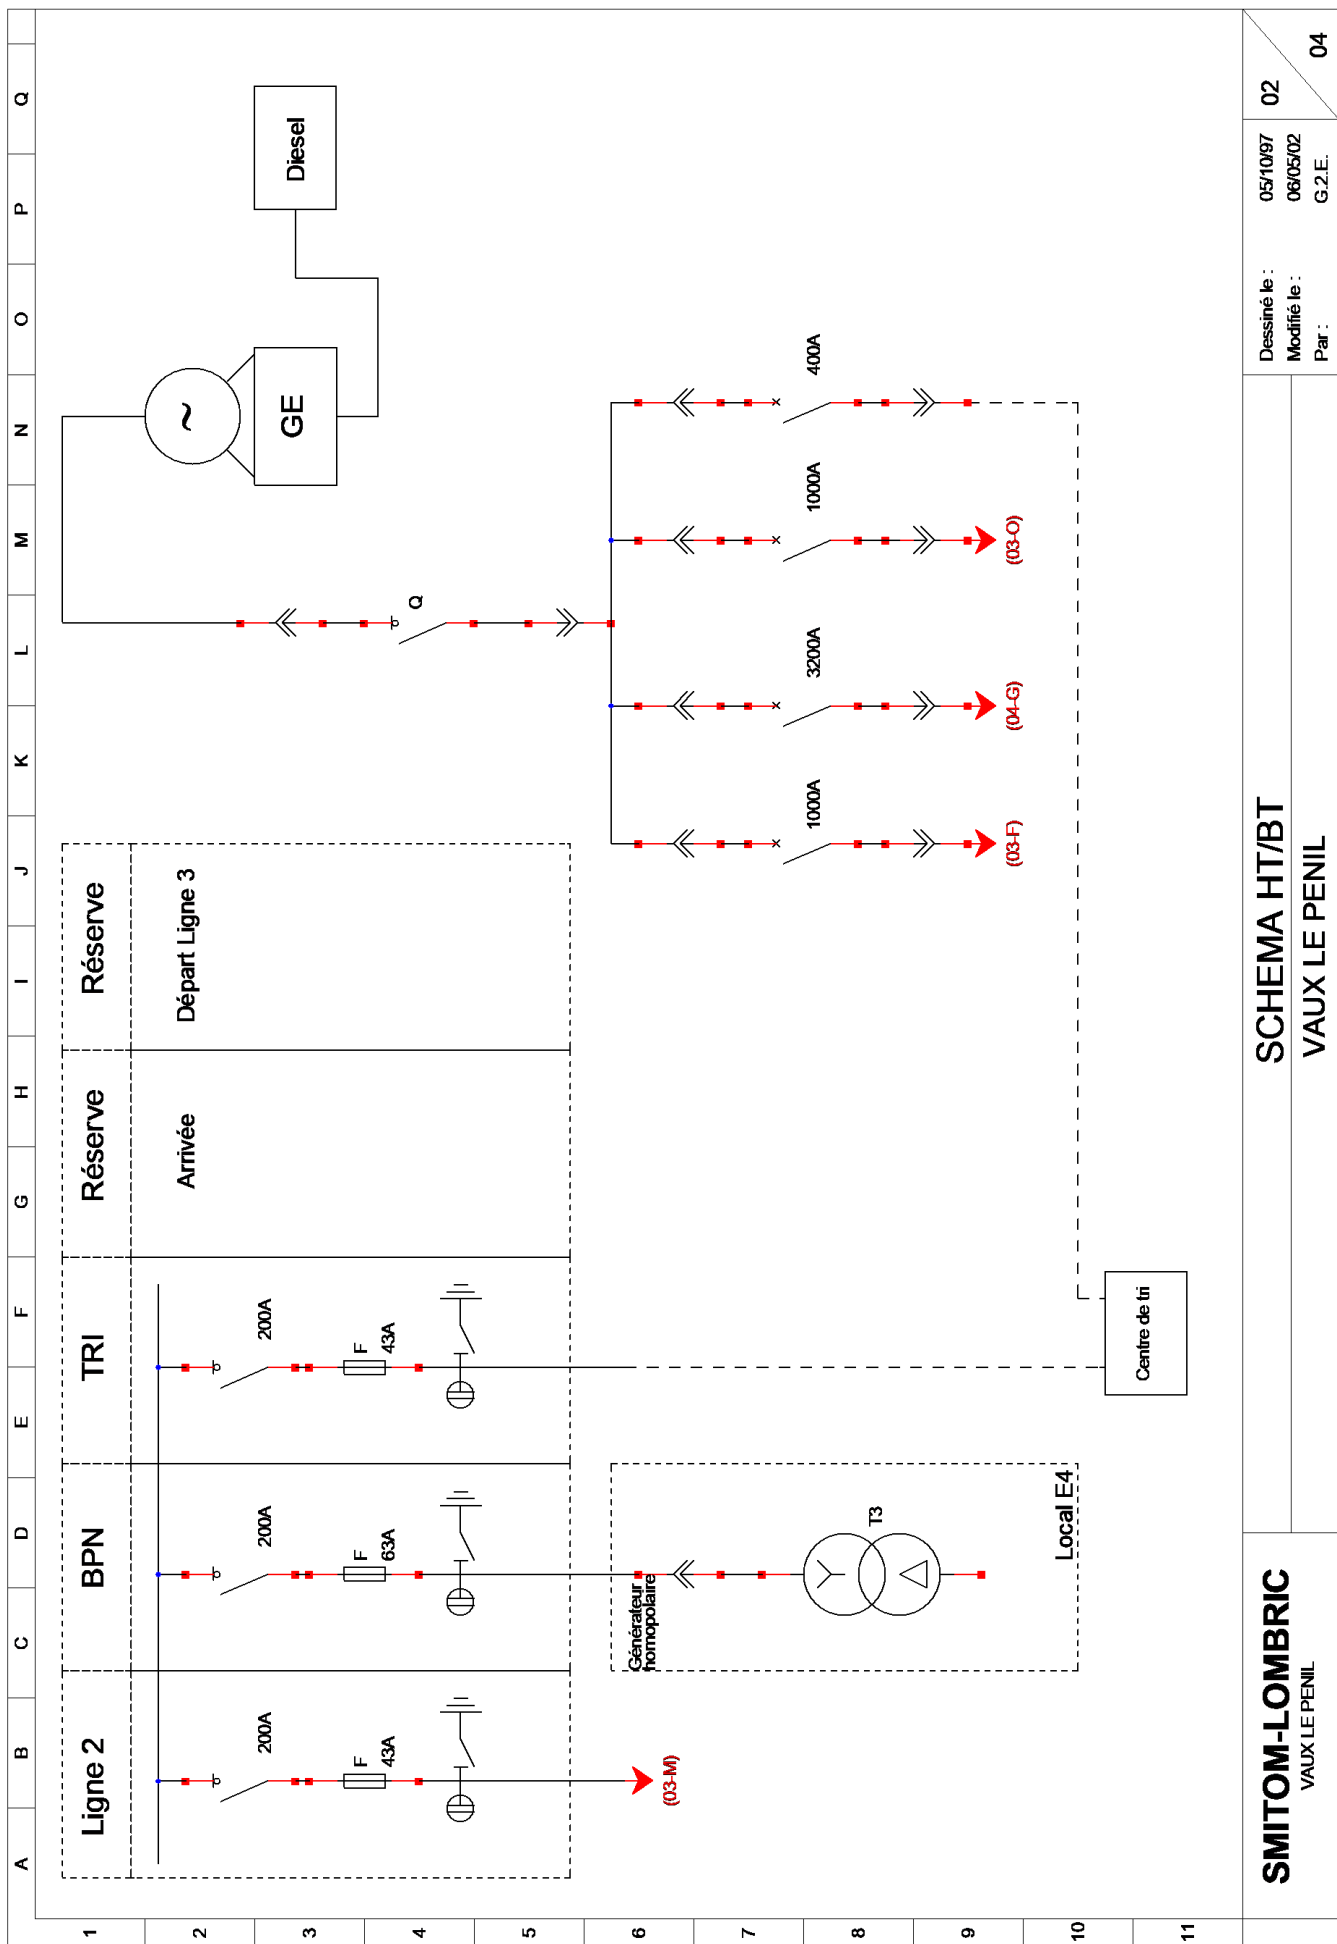 A B C D E F G H I J K L M N O P Q
1
2
3
4
5
6
7
8
9
10
11
Ligne 2
BPN
TRI
Réserve
Réserve
Arrivée
Départ Ligne 3
200A
200A
200A
F
43A
F
63A
F
43A
(03-M)
Générateur
homopolaire
T3
Local E4
Centre de tri
~
GE
Diesel
Q
1000A
3200A
1000A
400A
(03-F)
(04-G)
(03-O)
SMITOM-LOMBRIC
VAUX LE PENIL
SCHEMA HT/BT
VAUX LE PENIL
Dessiné le : 05/10/97
Modifié le : 06/05/02
Par : G.2.E.
02
04